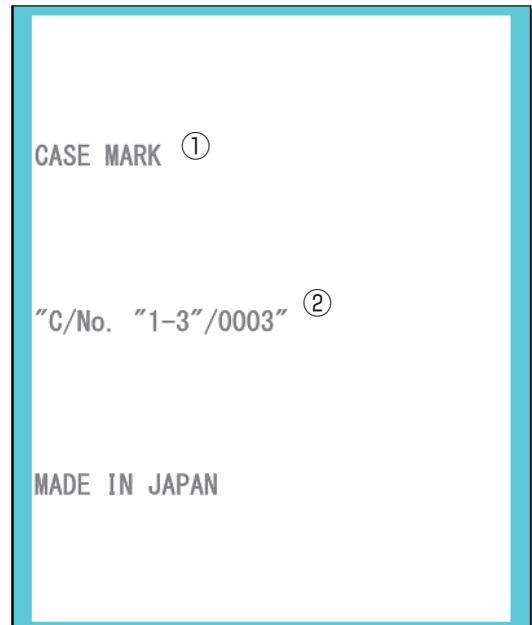 CASE MARK ①
"C/No. "1-3"/0003" ②
MADE IN JAPAN